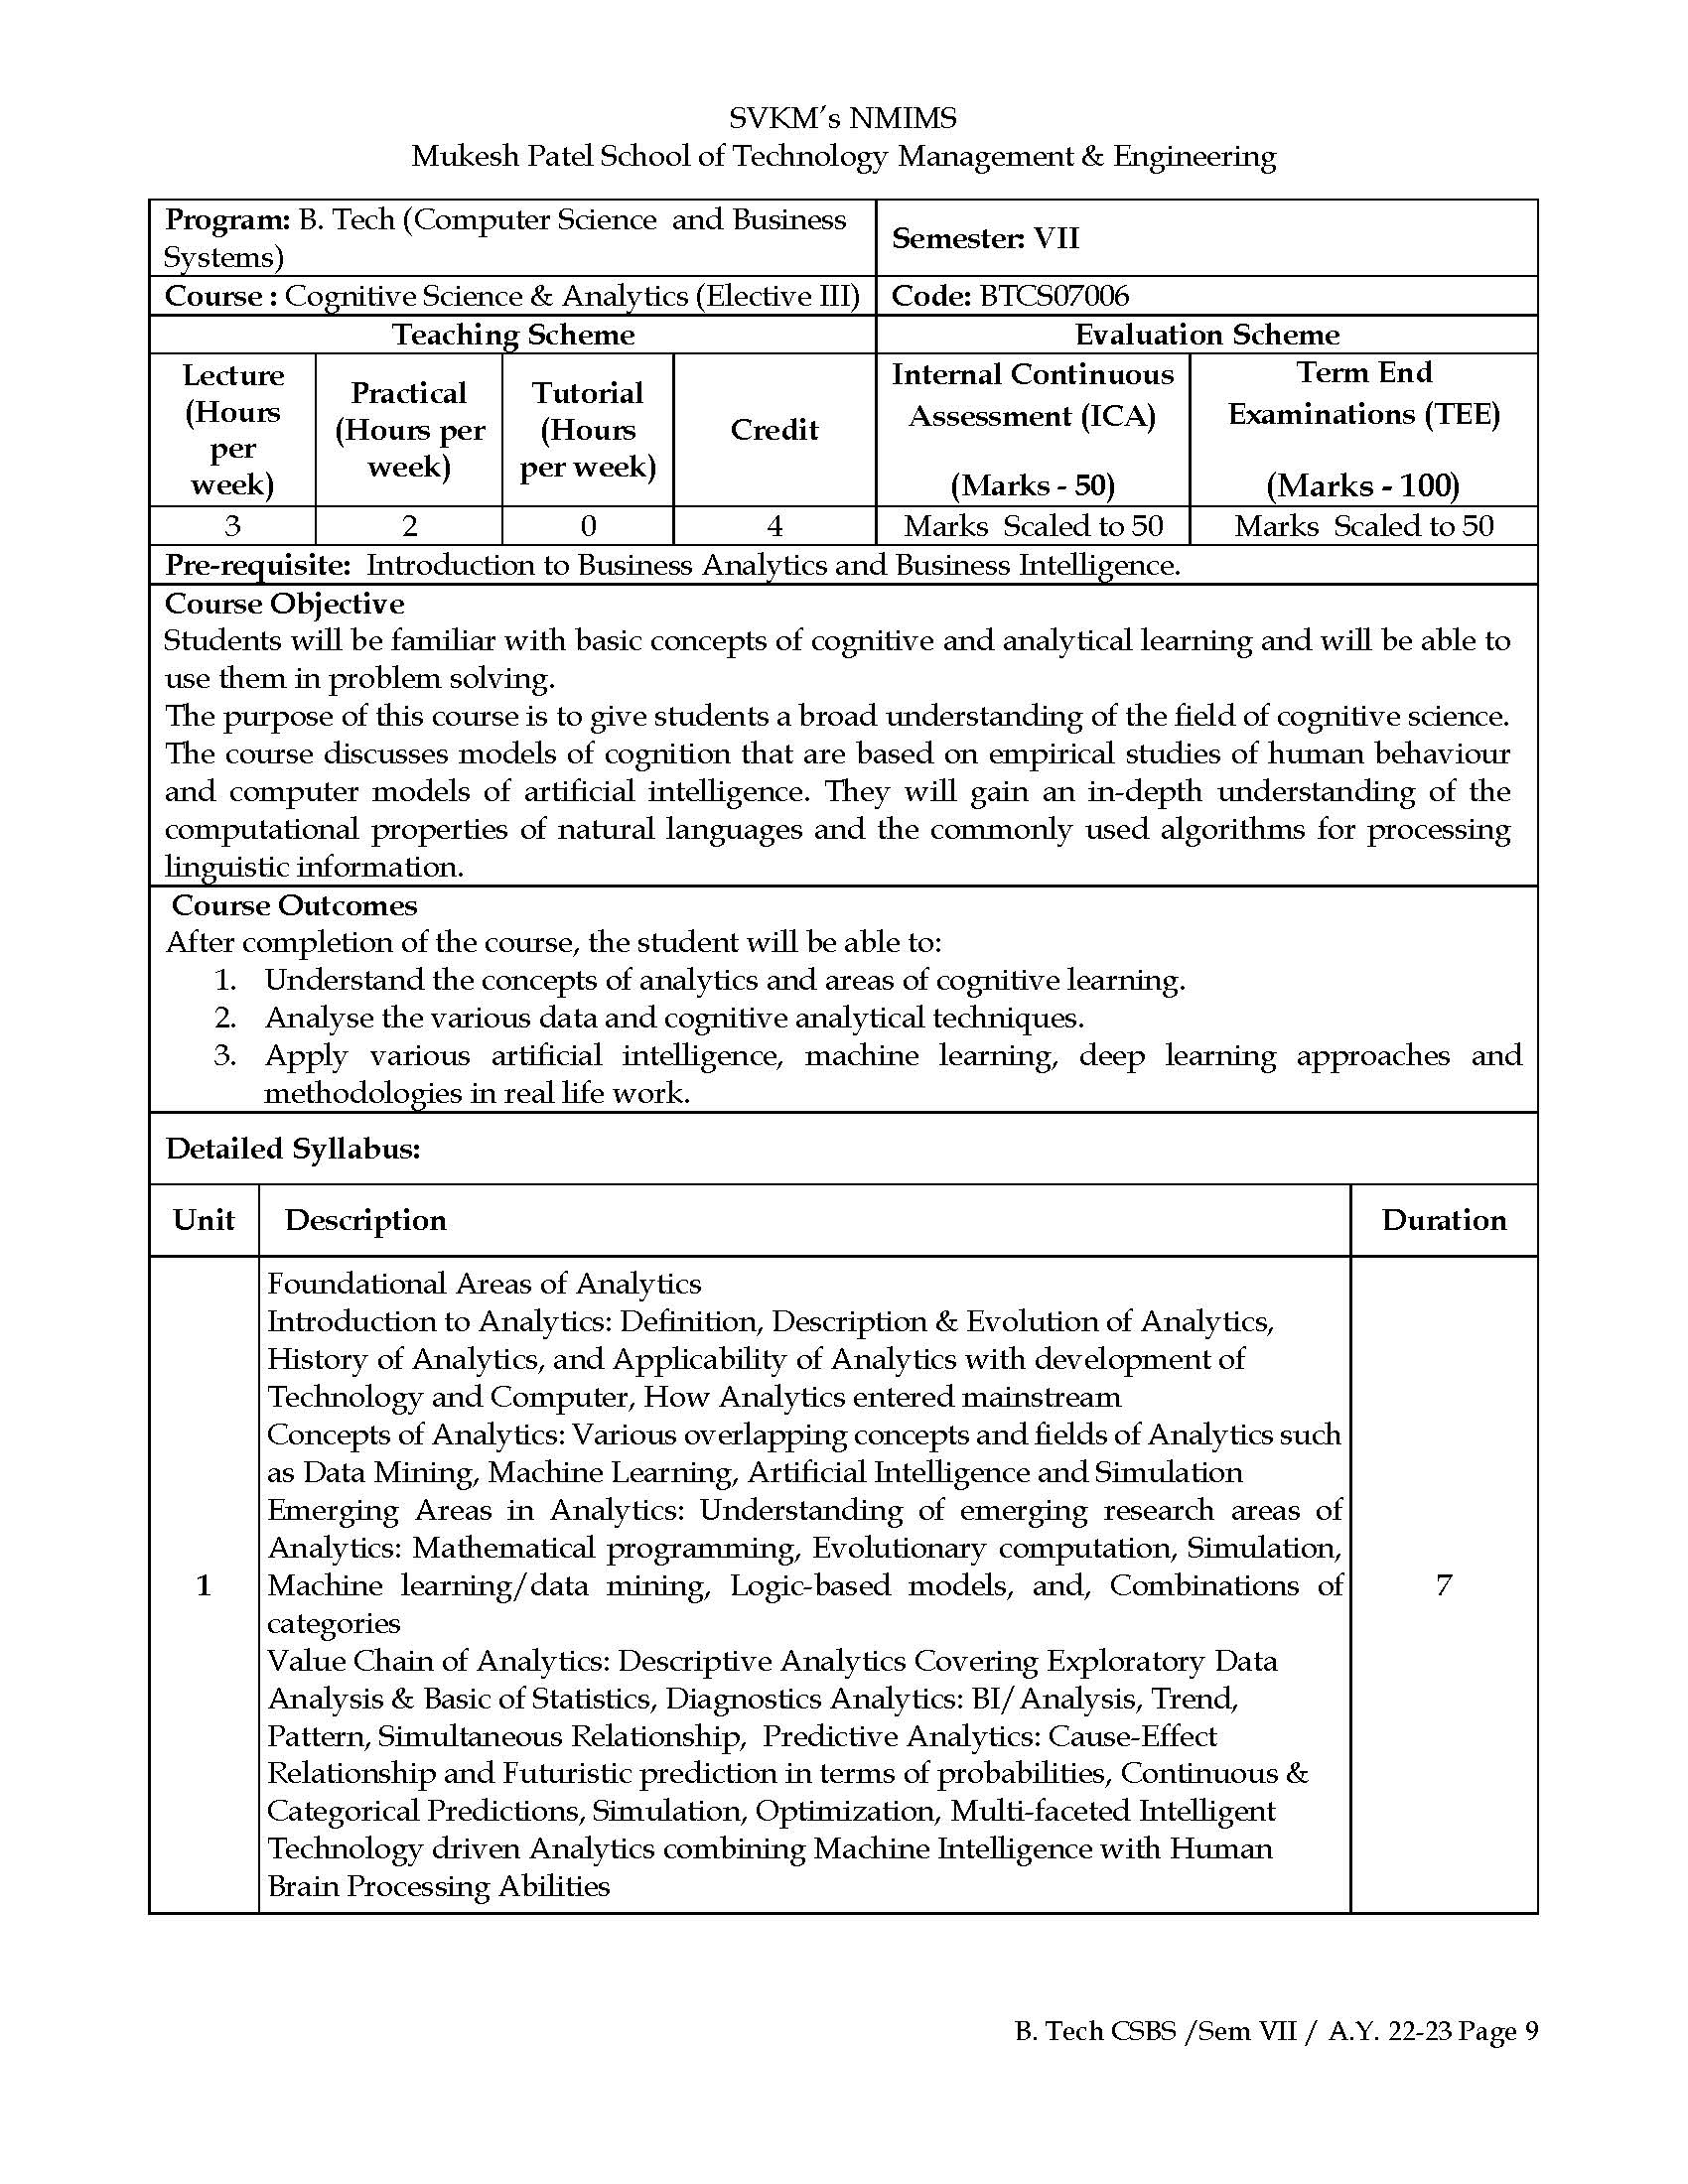 SVKM's NMIMS
Mukesh Patel School of Technology Management & Engineering
Program: B. Tech (Computer Science and Business
Systems)
Semester: VII
Course : Cognitive Science & Analytics (Elective III)
Code: BTCS07006
Teaching Scheme
Evaluation Scheme
Lecture
(Hours
per
week)
Practical
(Hours per
week)
Tutorial
(Hours
per week)
Credit
Internal Continuous
Assessment (ICA)
(Marks - 50)
Term End
Examinations (TEE)
(Marks - 100)
3
2
0
4
Marks Scaled to 50
Marks Scaled to 50
Pre-requisite: Introduction to Business Analytics and Business Intelligence.
Course Objective
Students will be familiar with basic concepts of cognitive and analytical learning and will be able to
use them in problem solving.
The purpose of this course is to give students a broad understanding of the field of cognitive science.
The course discusses models of cognition that are based on empirical studies of human behaviour
and computer models of artificial intelligence. They will gain an in-depth understanding of the
computational properties of natural languages and the commonly used algorithms for processing
linguistic information.
Course Outcomes
After completion of the course, the student will be able to:
1. Understand the concepts of analytics and areas of cognitive learning.
2. Analyse the various data and cognitive analytical techniques.
3. Apply various artificial intelligence, machine learning, deep learning approaches and
methodologies in real life work.
Detailed Syllabus:
Unit
Description
Duration
1
Foundational Areas of Analytics
Introduction to Analytics: Definition, Description & Evolution of Analytics,
History of Analytics, and Applicability of Analytics with development of
Technology and Computer, How Analytics entered mainstream
Concepts of Analytics: Various overlapping concepts and fields of Analytics such
as Data Mining, Machine Learning, Artificial Intelligence and Simulation
Emerging Areas in Analytics: Understanding of emerging research areas of
Analytics: Mathematical programming, Evolutionary computation, Simulation,
Machine learning/data mining, Logic-based models, and, Combinations of
categories
Value Chain of Analytics: Descriptive Analytics Covering Exploratory Data
Analysis & Basic of Statistics, Diagnostics Analytics: BI/Analysis, Trend,
Pattern, Simultaneous Relationship, Predictive Analytics: Cause-Effect
Relationship and Futuristic prediction in terms of probabilities, Continuous &
Categorical Predictions, Simulation, Optimization, Multi-faceted Intelligent
Technology driven Analytics combining Machine Intelligence with Human
Brain Processing Abilities
7
B. Tech CSBS /Sem VII / A.Y. 22-23 Page 9